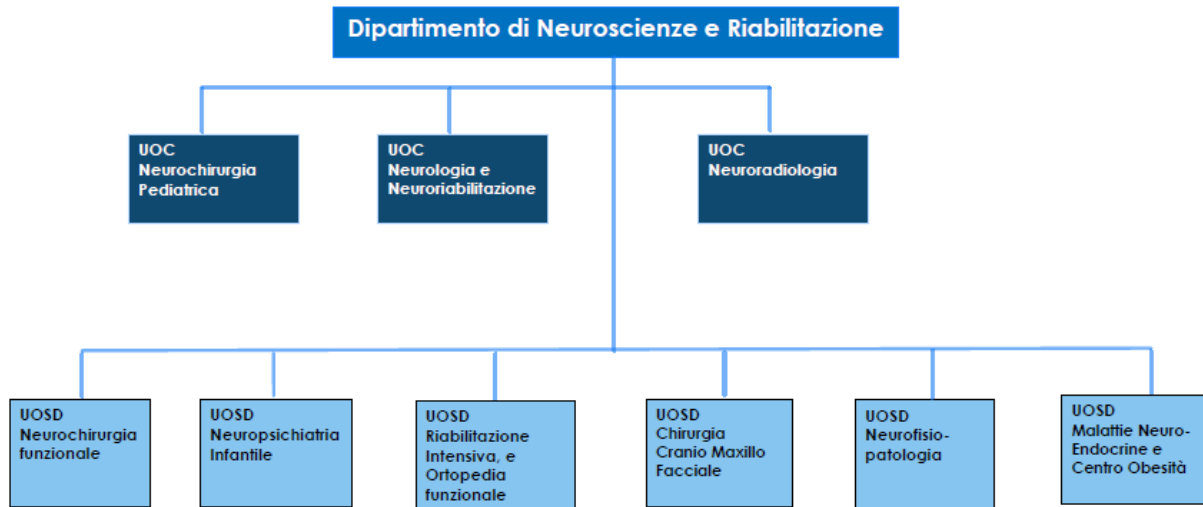 Dipartimento di Neuroscienze e Riabilitazione
UOC
Neurochirurgia
Pediatrica
UOC
Neurologia e
Neuroriabilitazione
UOC
Neuroradiologia
UOSD
Neurochirurgia
funzionale
UOSD
Neuropsichiatria
Infantile
UOSD
Riabilitazione
Intensiva, e
Ortopedia
funzionale
UOSD
Chirurgia
Cranio Maxillo
Facciale
UOSD
Neurofisio-
patologia
UOSD
Malattie Neuro-
Endocrine e
Centro Obesità